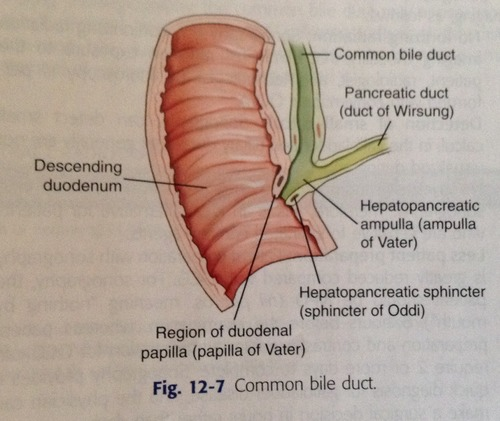 Common bile duct
Pancreatic duct
(duct of Wirsung)
Descending
duodenum
Hepatopancreatic
ampulla (ampulla
of Vater)
Hepatopancreatic sphincter
(sphincter of Oddi)
Region of duodenal
papilla (papilla of Vater)
Fig. 12-7 Common bile duct.